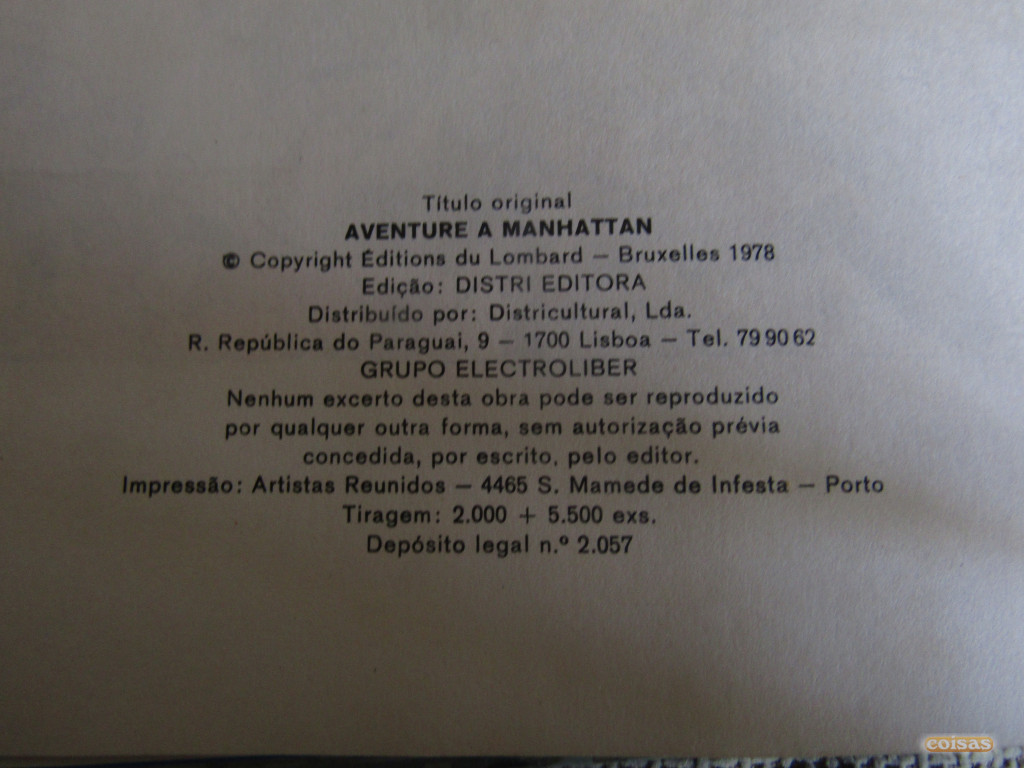 Título original
AVENTURE A MANHATTAN
© Copyright Éditions du Lombard — Bruxelles 1978
Edição: DISTRI EDITORA
Distribuído por: Districultural, Lda.
R. República do Paraguai, 9 — 1700 Lisboa — Tel. 79 90 62
GRUPO ELECTROLIBER
Nenhum excerto desta obra pode ser reproduzido
por qualquer outra forma, sem autorização prévia
concedida, por escrito, pelo editor.
Impressão: Artistas Reunidos — 4465 S. Mamede de Infesta — Porto
Tiragem: 2.000 + 5.500 exs.
Depósito legal n.º 2.057
coisas